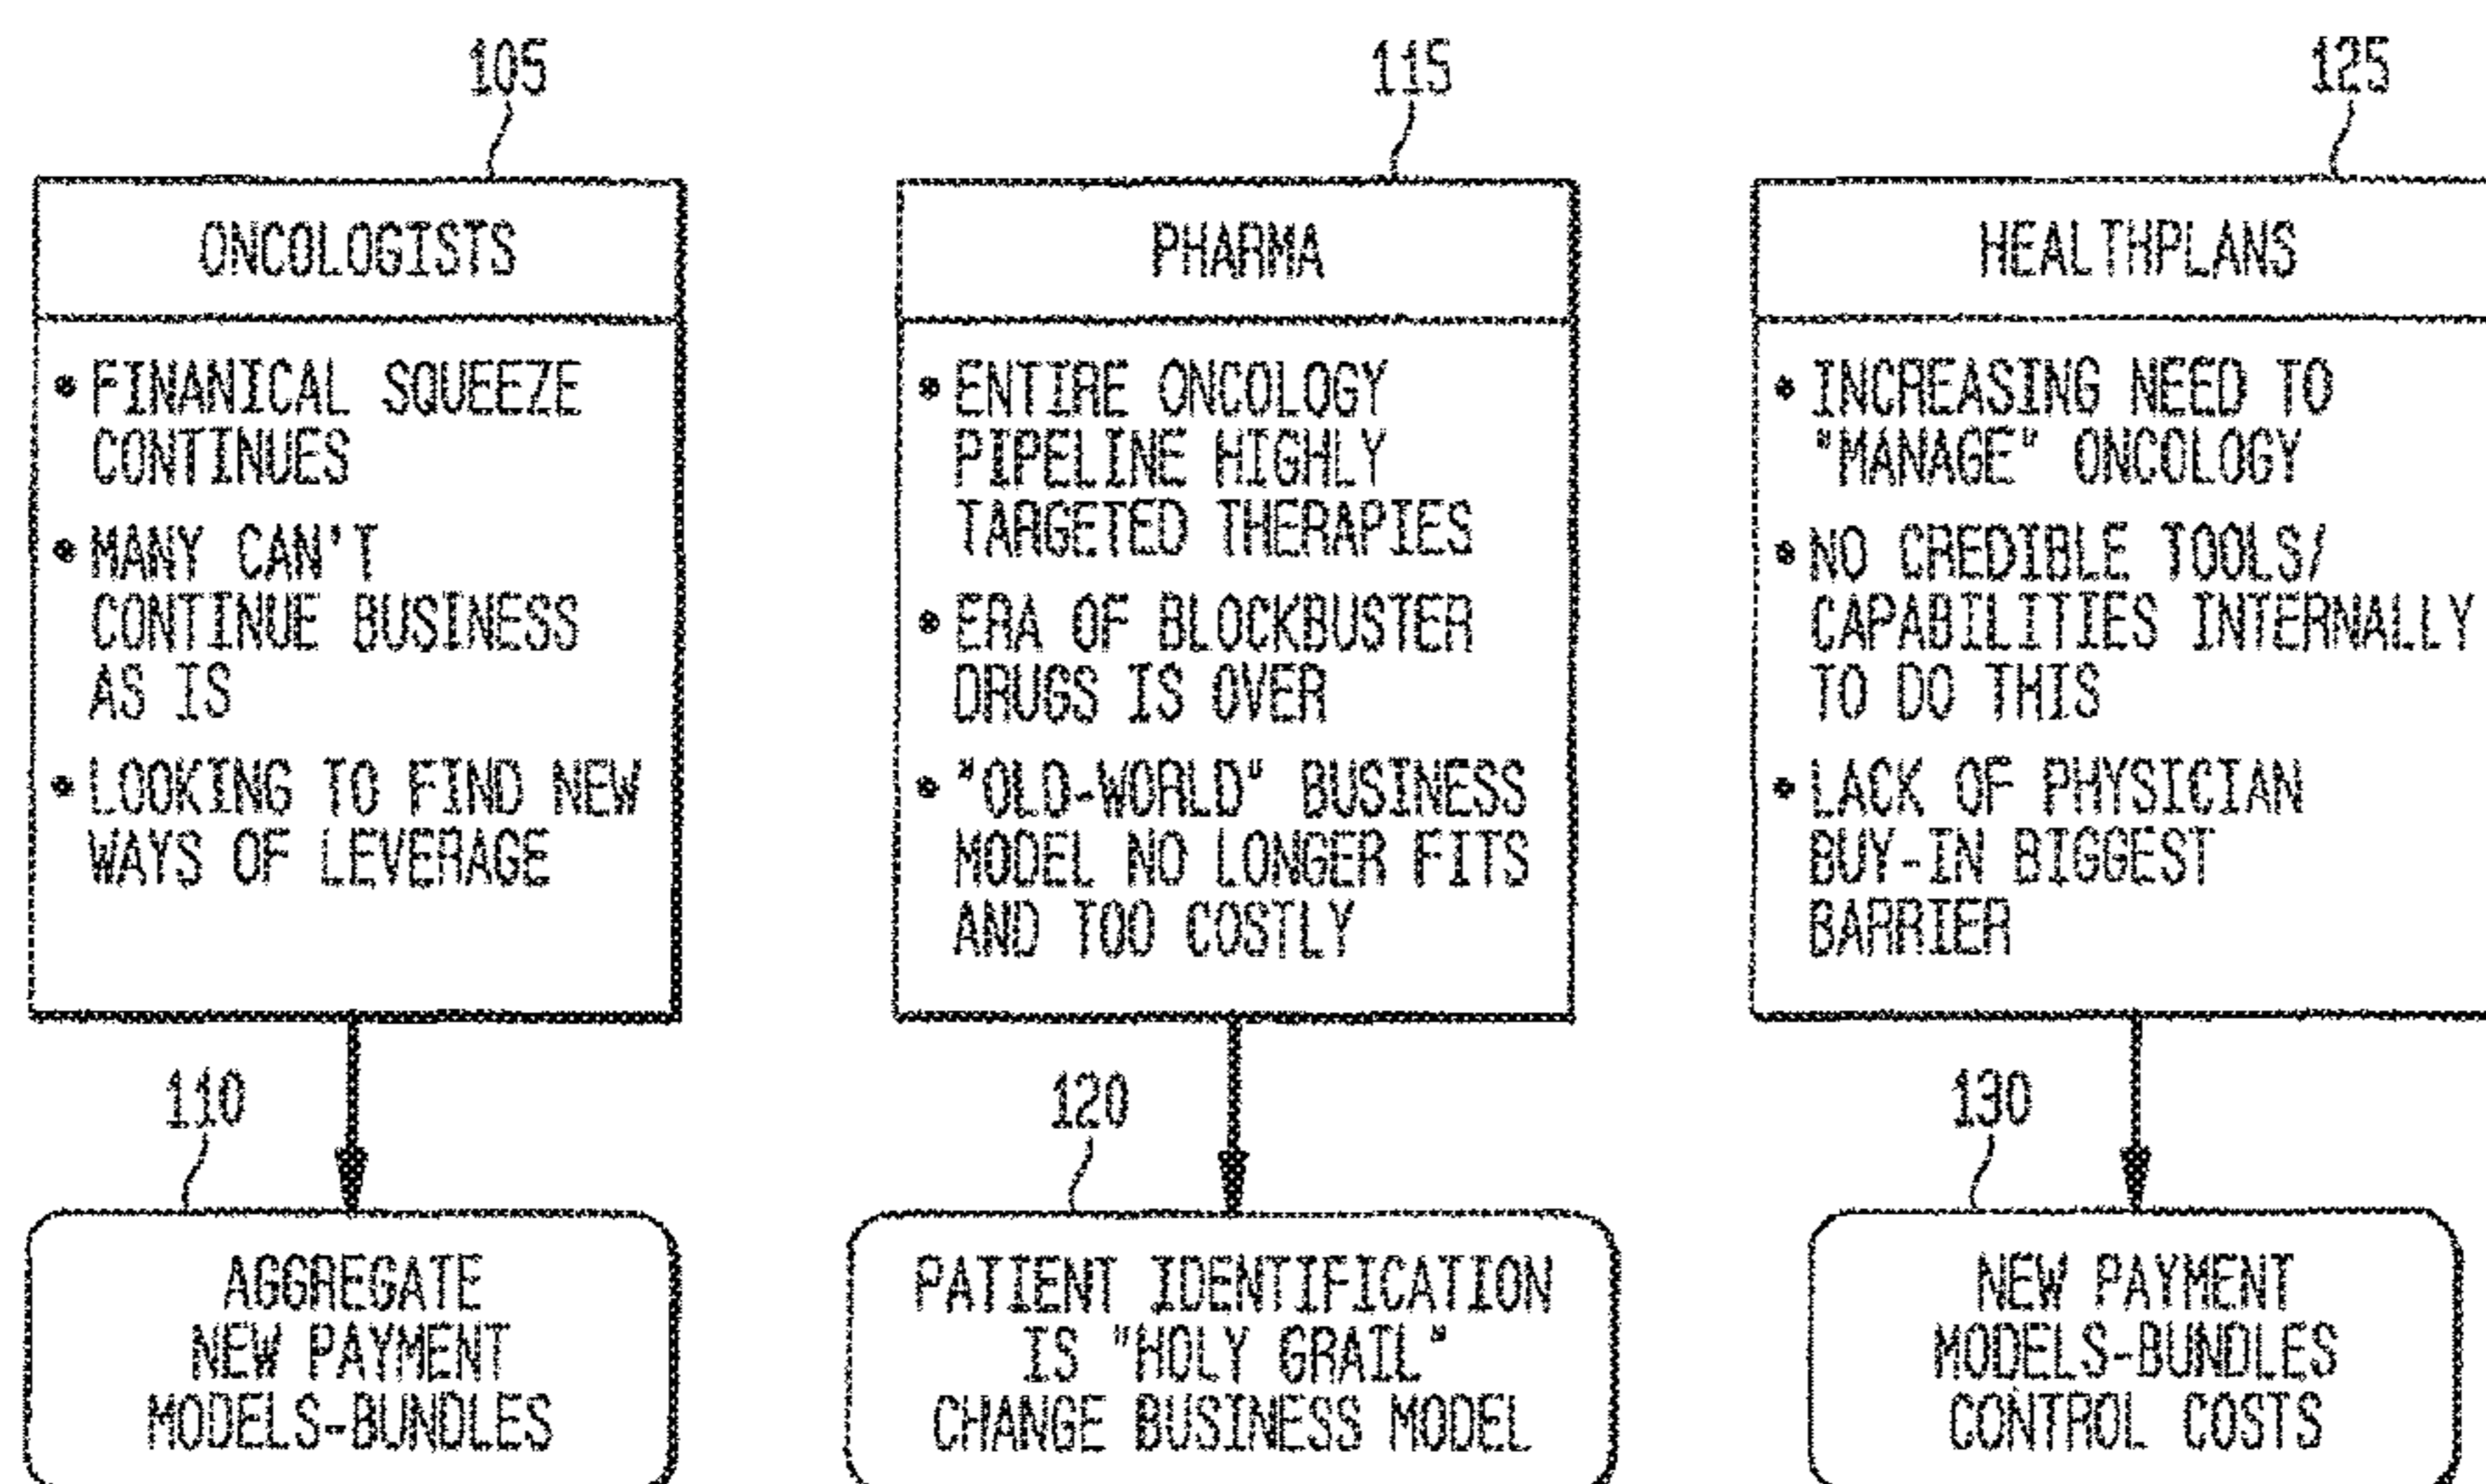 105
ONCOLOGISTS
• FINANICAL SQUEEZE
CONTINUES
• MANY CAN'T
CONTINUE BUSINESS
AS IS
• LOOKING TO FIND NEW
WAYS OF LEVERAGE
110
AGGREGATE
NEW PAYMENT
MODELS-BUNDLES
115
PHARMA
• ENTIRE ONCOLOGY
PIPELINE HIGHLY
TARGETED THERAPIES
• ERA OF BLOCKBUSTER
DRUGS IS OVER
• "OLD-WORLD" BUSINESS
MODEL NO LONGER FITS
AND TOO COSTLY
120
PATIENT IDENTIFICATION
IS "HOLY GRAIL"
CHANGE BUSINESS MODEL
125
HEALTHPLANS
• INCREASING NEED TO
"MANAGE" ONCOLOGY
• NO CREDIBLE TOOLS/
CAPABILITIES INTERNALLY
TO DO THIS
• LACK OF PHYSICIAN
BUY-IN BIGGEST
BARRIER
130
NEW PAYMENT
MODELS-BUNDLES
CONTROL COSTS